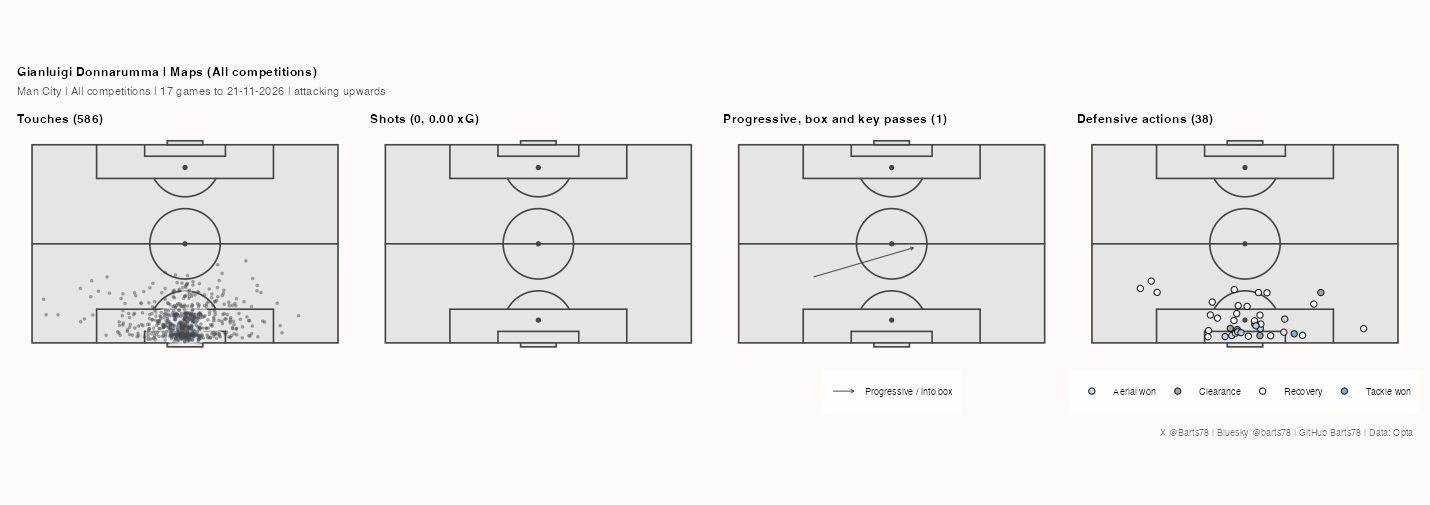 Gianluigi Donnarumma | Maps (All competitions)
Man City | All competitions | 17 games to 21-11-2026 | attacking upwards
Touches (586)
Shots (0, 0.00 xG)
Progressive, box and key passes (1)
Defensive actions (38)
Progressive / into box
Aerial won
Clearance
Recovery
Tackle won
X @Barts78 | Bluesky @barts78 | GitHub Barts78 | Data: Opta